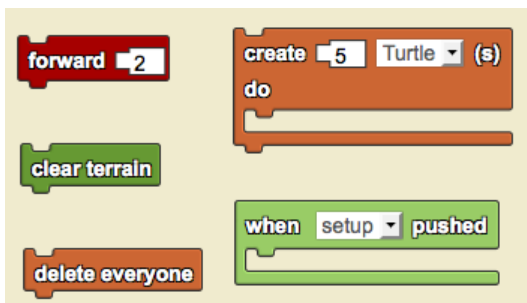 forward 2
create 5 Turtle (s)
do
clear terrain
when setup pushed
delete everyone